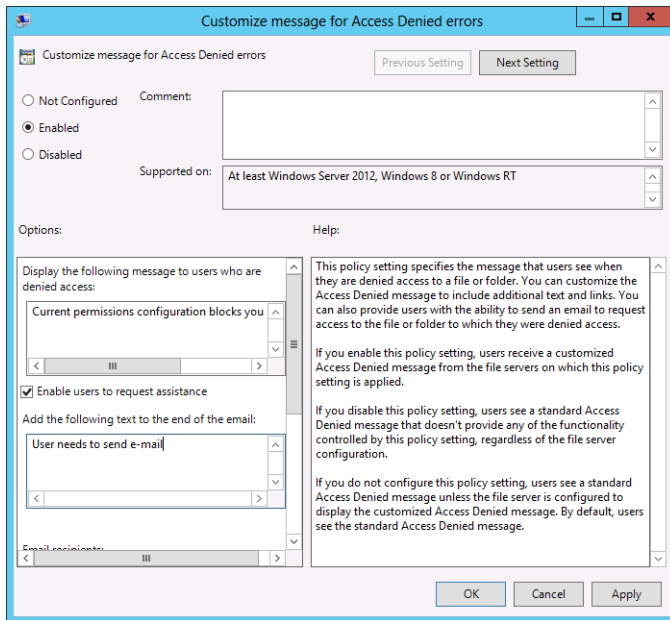 Customize message for Access Denied errors
Customize message for Access Denied errors
Previous Setting
Next Setting
Not Configured
Comment:
Enabled
Disabled
Supported on:
At least Windows Server 2012, Windows 8 or Windows RT
Options:
Help:
Display the following message to users who are
denied access:
Current permissions configuration blocks you
Enable users to request assistance
Add the following text to the end of the email:
User needs to send e-mail
Email recipients:
This policy setting specifies the message that users see when
they are denied access to a file or folder. You can customize the
Access Denied message to include additional text and links. You
can also provide users with the ability to send an email to request
access to the file or folder to which they were denied access.
If you enable this policy setting, users receive a customized
Access Denied message from the file servers on which this policy
setting is applied.
If you disable this policy setting, users see a standard Access
Denied message that doesn't provide any of the functionality
controlled by this policy setting, regardless of the file server
configuration.
If you do not configure this policy setting, users see a standard
Access Denied message unless the file server is configured to
display the customized Access Denied message. By default, users
see the standard Access Denied message.
OK
Cancel
Apply